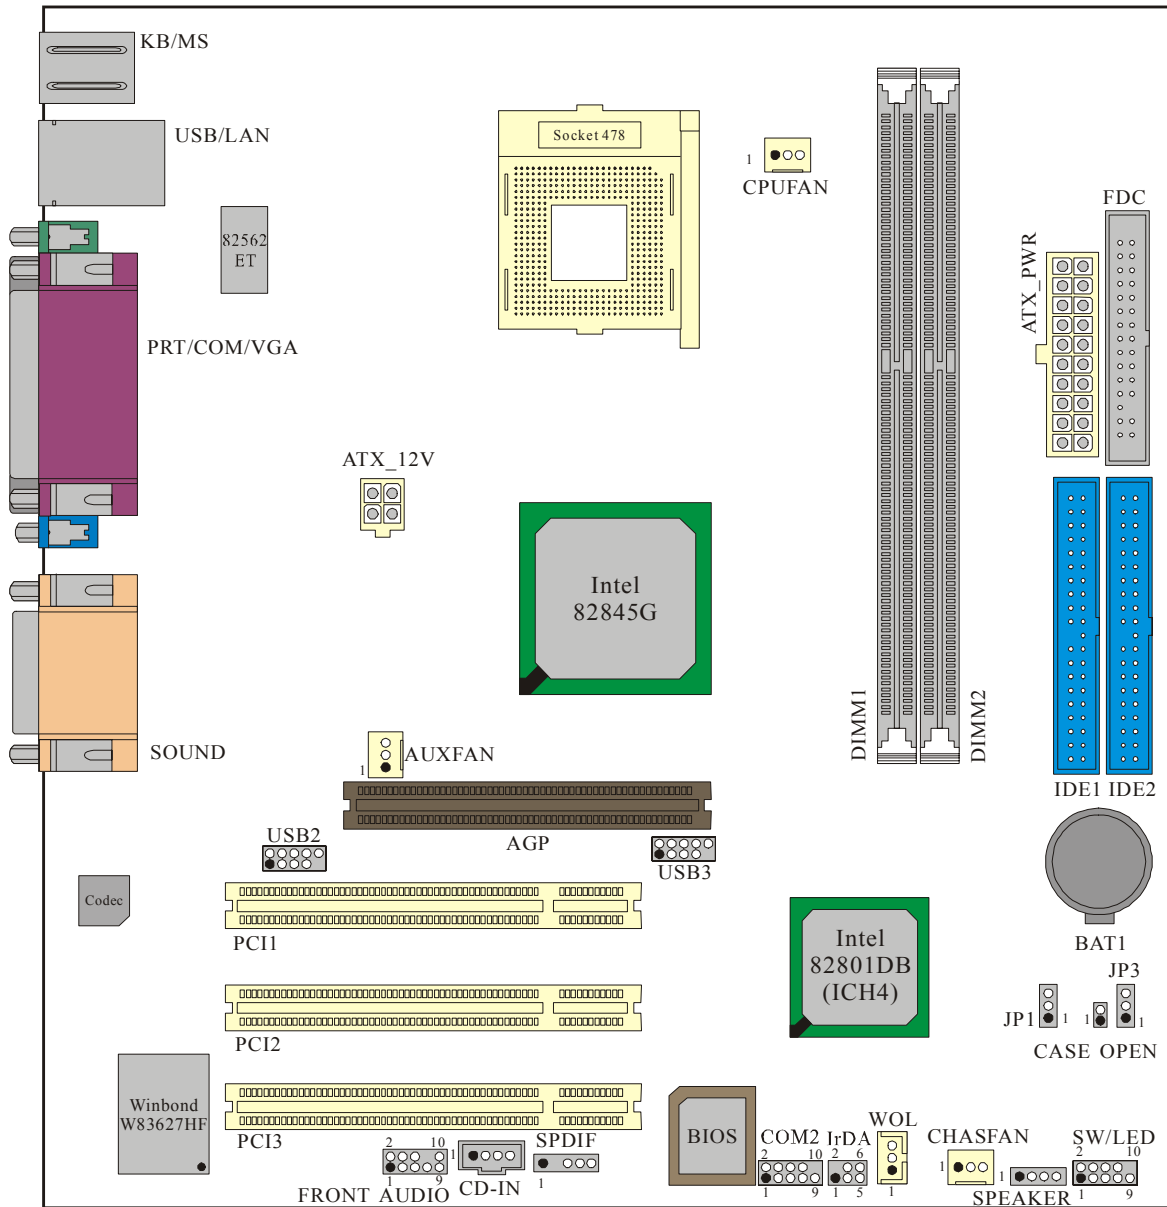 KB/MS
USB/LAN
Socket 478
1
CPUFAN
FDC
82562
ET
ATX_PWR
PRT/COM/VGA
ATX_12V
Intel
82845G
DIMM1
DIMM2
SOUND
1
AUXFAN
IDE1 IDE2
USB2
AGP
USB3
Codec
PCI1
Intel
82801DB
(ICH4)
BAT1
JP3
JP1
1
1
1
PCI2
CASE OPEN
Winbond
W83627HF
PCI3
BIOS
SPDIF
COM2
IrDA
WOL
CHASFAN
SW/LED
2
10
1
2
10
2
6
1
2
10
1
9
1
1
9
1
5
1
1
1
9
FRONT AUDIO
CD-IN
SPEAKER